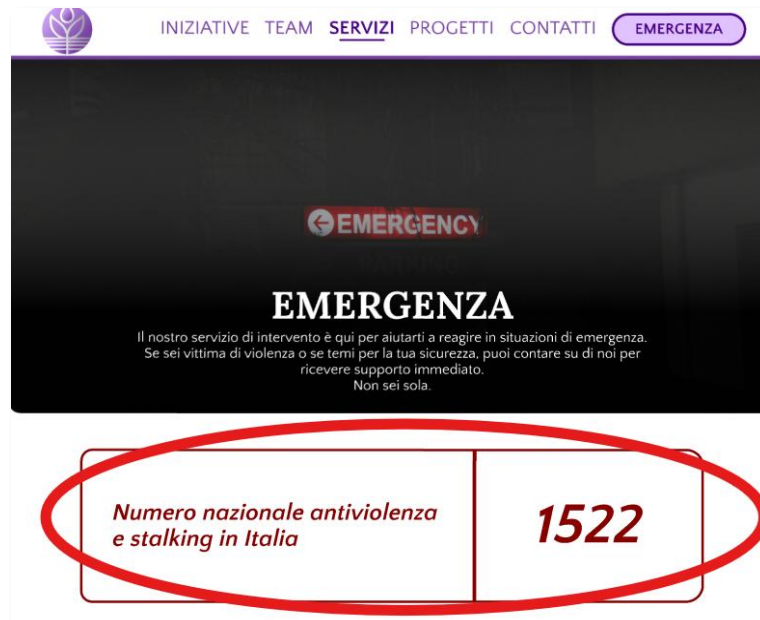 INIZIATIVE TEAM SERVIZI PROGETTI CONTATTI EMERGENZA
EMERGENCY
PARKING
EMERGENZA
Il nostro servizio di intervento è qui per aiutarti a reagire in situazioni di emergenza.
Se sei vittima di violenza o se temi per la tua sicurezza, puoi contare su di noi per
ricevere supporto immediato.
Non sei sola.
Numero nazionale antiviolenza
e stalking in Italia
1522